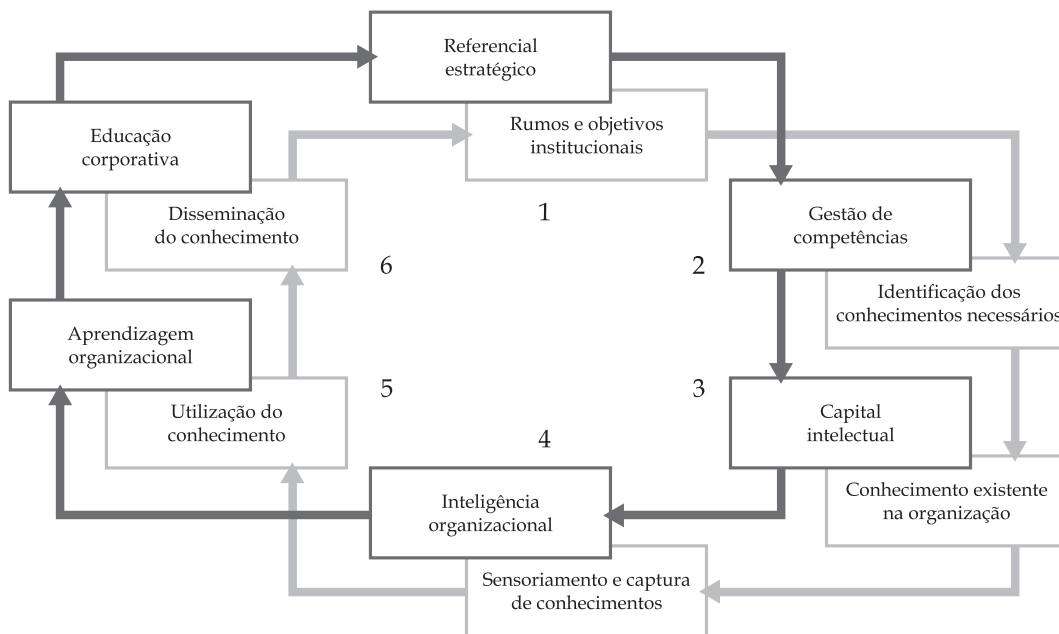 Referencial
estratégico
Rumos e objetivos
institucionais
1
Gestão de
competências
2
Identificação dos
conhecimentos necessários
3
Capital
intelectual
Conhecimento existente
na organização
4
Inteligência
organizacional
Sensoriamento e captura
de conhecimentos
5
Aprendizagem
organizacional
Utilização do
conhecimento
6
Educação
corporativa
Disseminação
do conhecimento